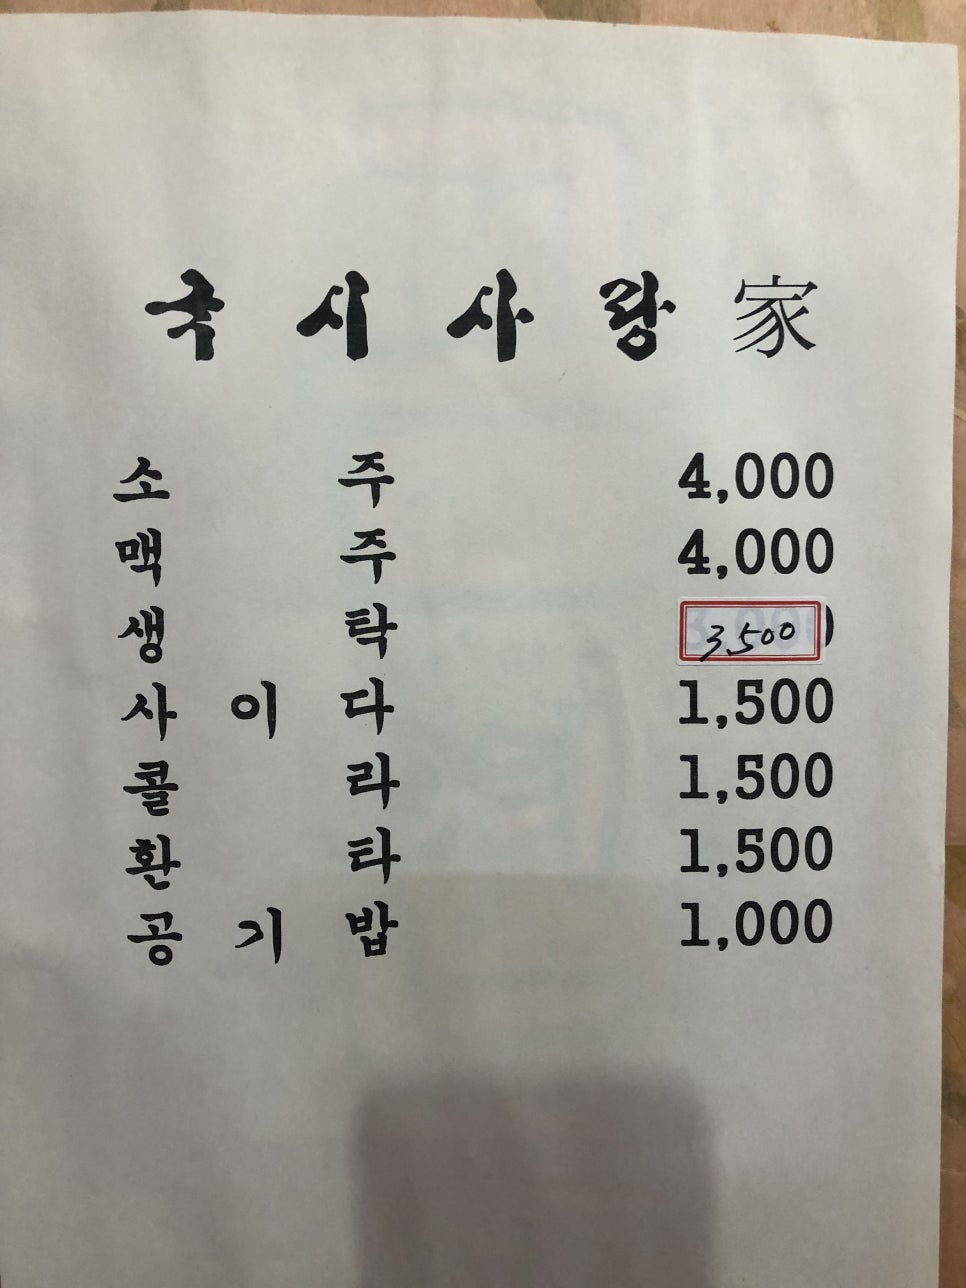 국시사랑家
소주 4,000
맥주 4,000
생탁 3,500
사이다 1,500
콜라 1,500
환타 1,500
공기밥 1,000